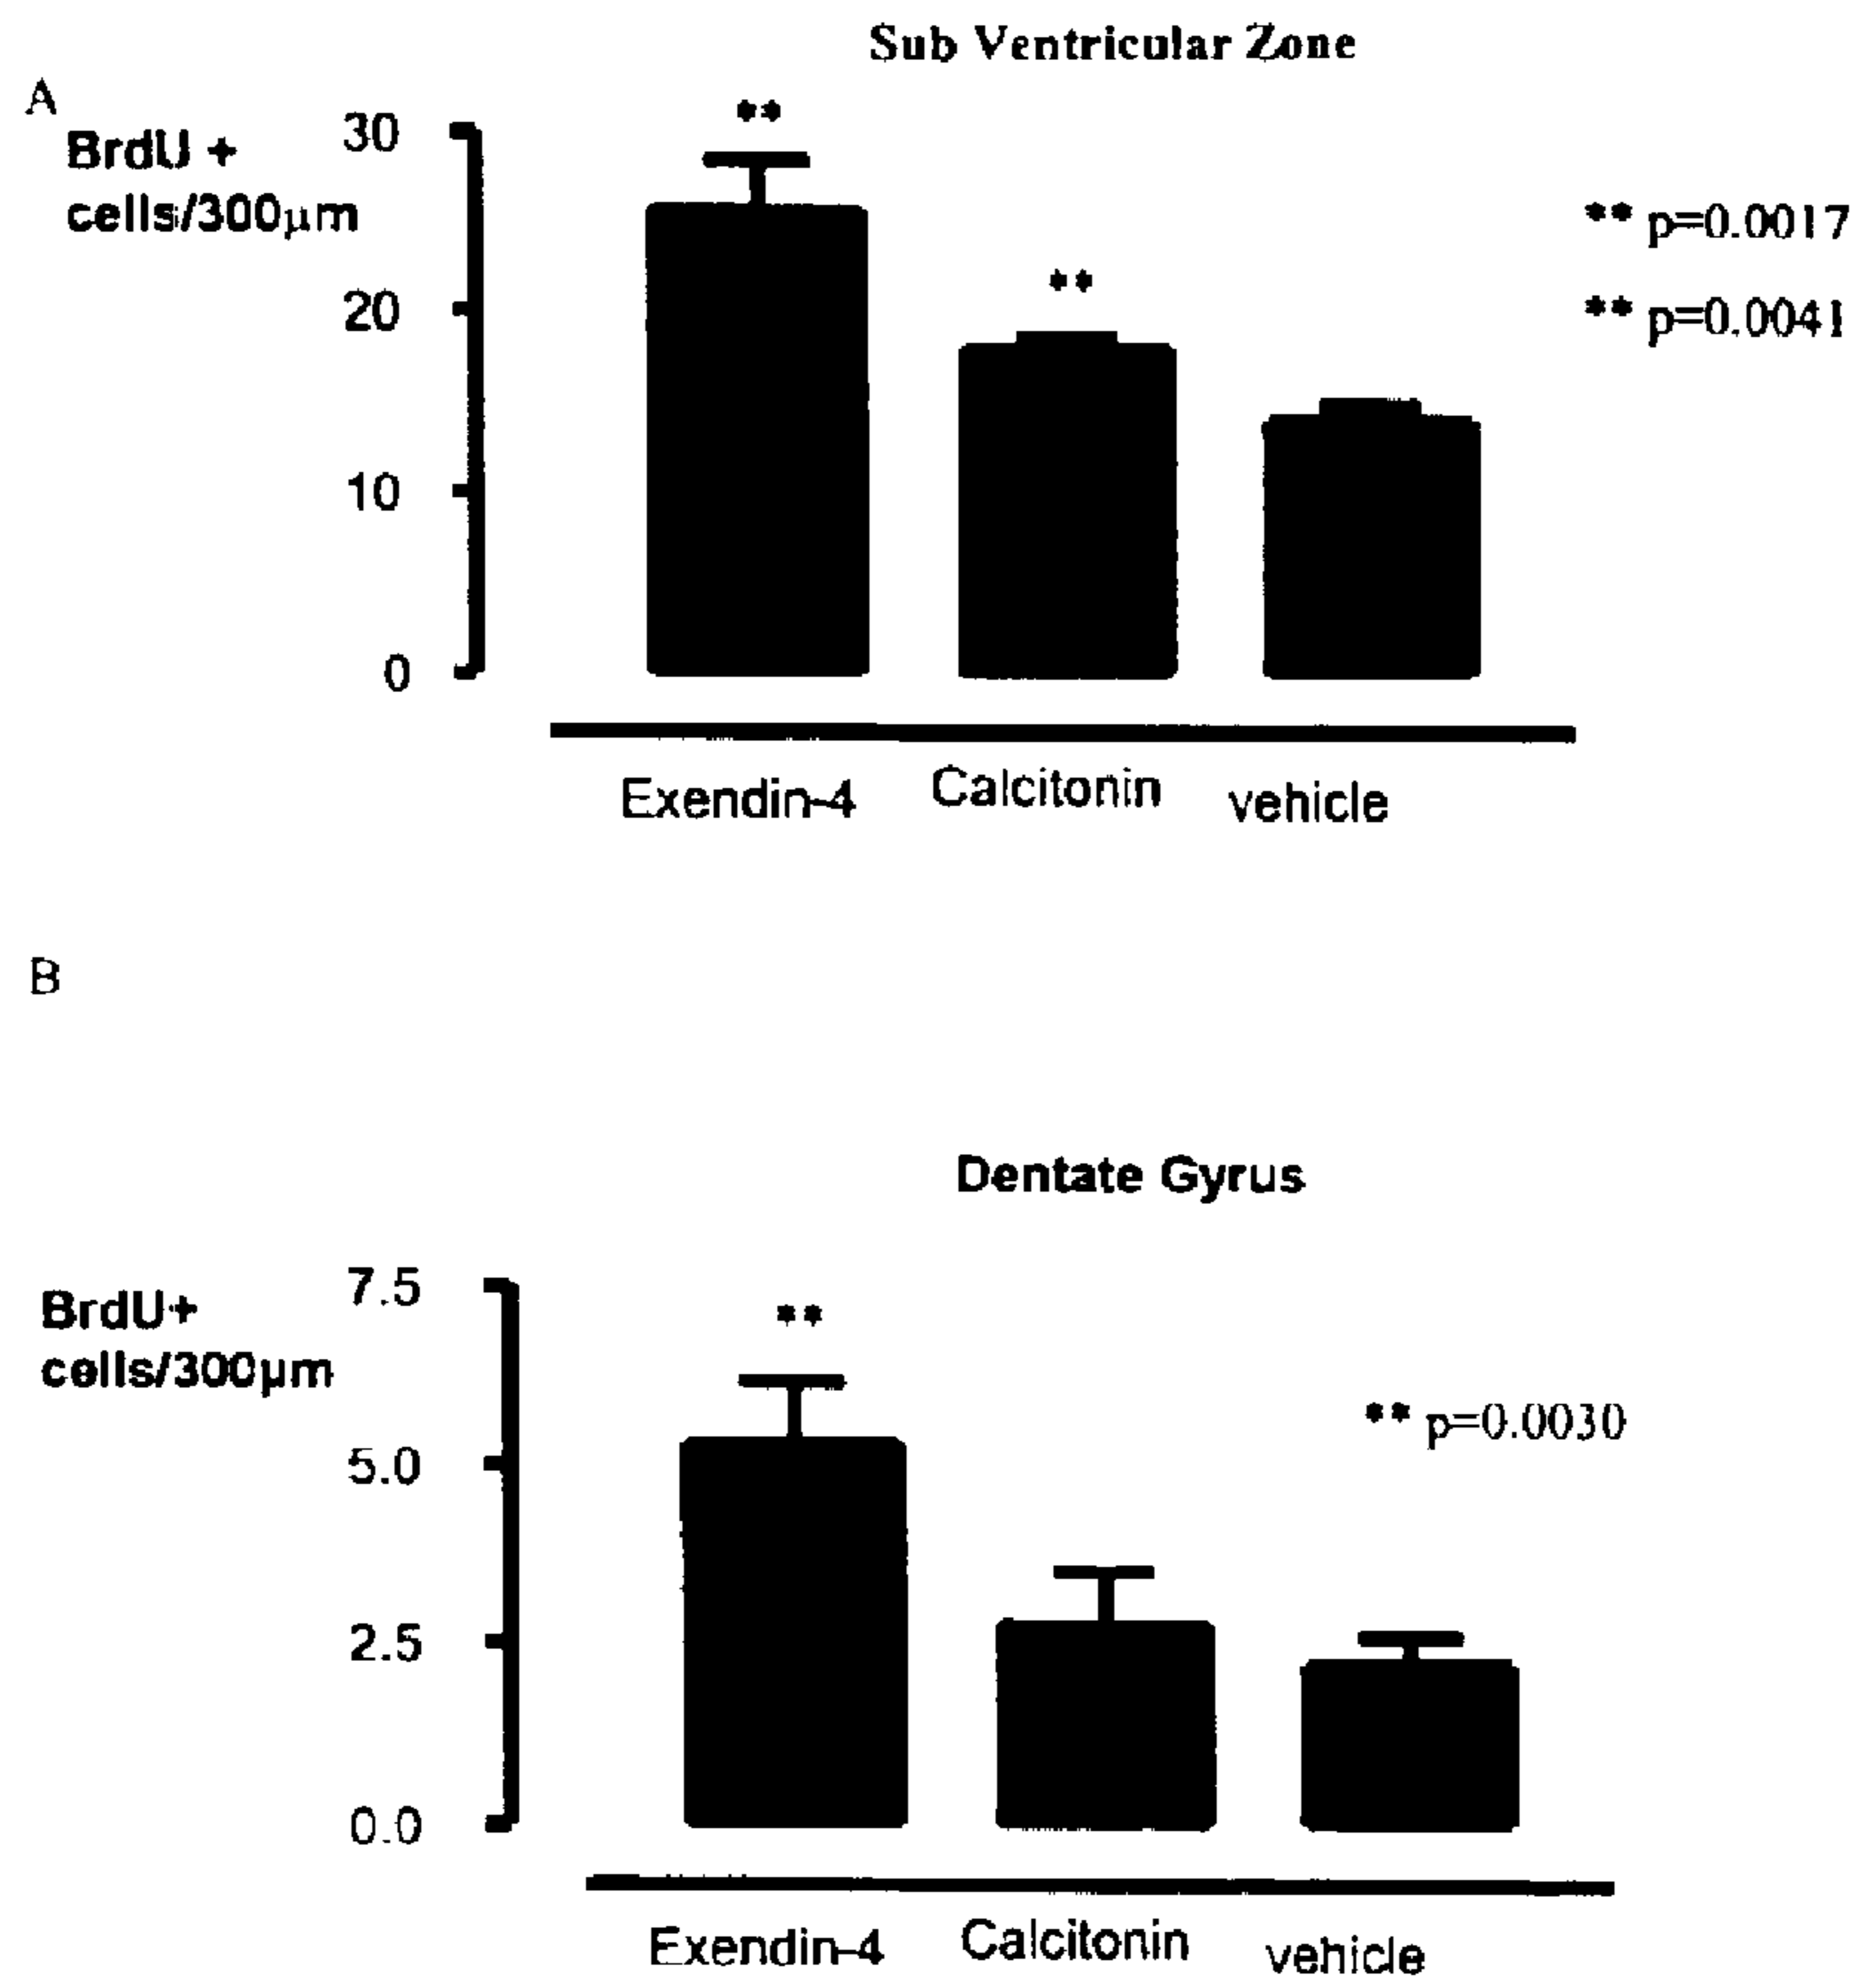 Sub Ventricular Zone
A
BrdU +
cells/300μm
30
20
10
0
**
**
** p=0.0017
** p=0.0041
Exendin-4 Calcitonin vehicle
B
Dentate Gyrus
BrdU+
cells/300μm
7.5
5.0
2.5
0.0
**
** p=0.0030
Exendin-4 Calcitonin vehicle